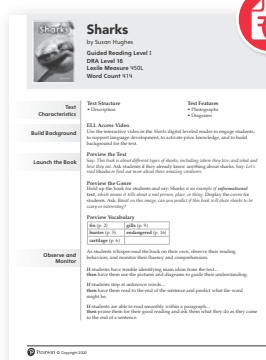 Sharks
Sharks
by Susan Hughes
Guided Reading Level I
DRA Level 16
Lexile Measure 450L
Word Count 414
Text Characteristics
Text Structure
• Description
Text Features
• Photographs
• Diagrams
Build Background
ELL Access Video
Use the interactive video in the Sharks digital leveled reader to engage students,
to support language development, to activate prior knowledge, and to build
background for the text.
Launch the Book
Preview the Text
Say: This book is about different types of sharks, including where they live, and what and
how they eat. Ask students if they already know anything about sharks. Say: Let's
read Sharks to find out more about these amazing creatures.
Preview the Genre
Hold up the book for students and say: Sharks is an example of informational
text, which means it tells about a real person, place, or thing. Display the cover for
students. Ask: Based on this image, can you predict if this book will show sharks to be
scary or interesting?
Preview Vocabulary
fin (p. 2)
gills (p. 9)
hunter (p. 5)
endangered (p. 16)
cartilage (p. 6)
Observe and Monitor
As students whisper-read the book on their own, observe their reading
behaviors, and monitor their fluency and comprehension.
If students have trouble identifying main ideas from the text...
then have them use the pictures and diagrams to guide their understanding.
If students stop at unknown words...
then have them read to the end of the sentence and predict what the word
might be.
If students are able to read smoothly within a paragraph...
then praise them for their good reading and ask them what they do as they come
to the end of a sentence.
Pearson © Copyright 2020